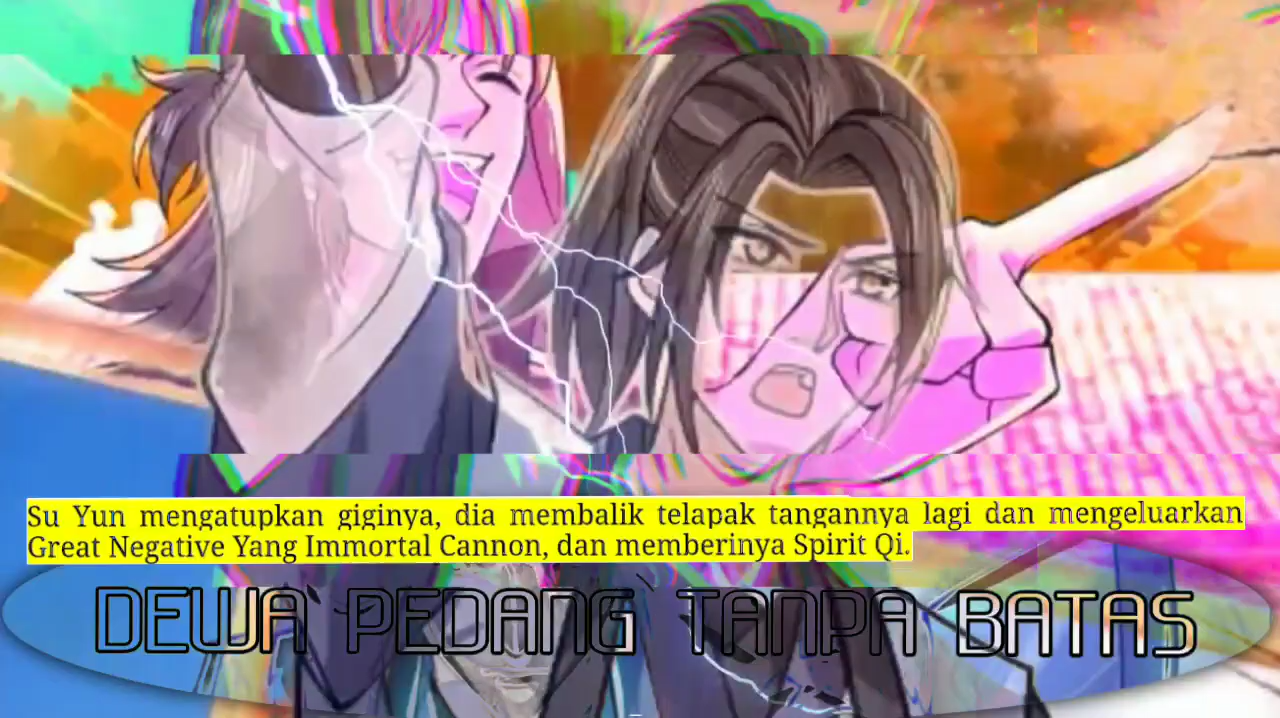 Su Yun mengatupkan giginya, dia membalik telapak tangannya lagi dan mengeluarkan
Great Negative Yang Immortal Cannon, dan memberinya Spirit Qi.
DEWA PEDANG TANPA BATAS